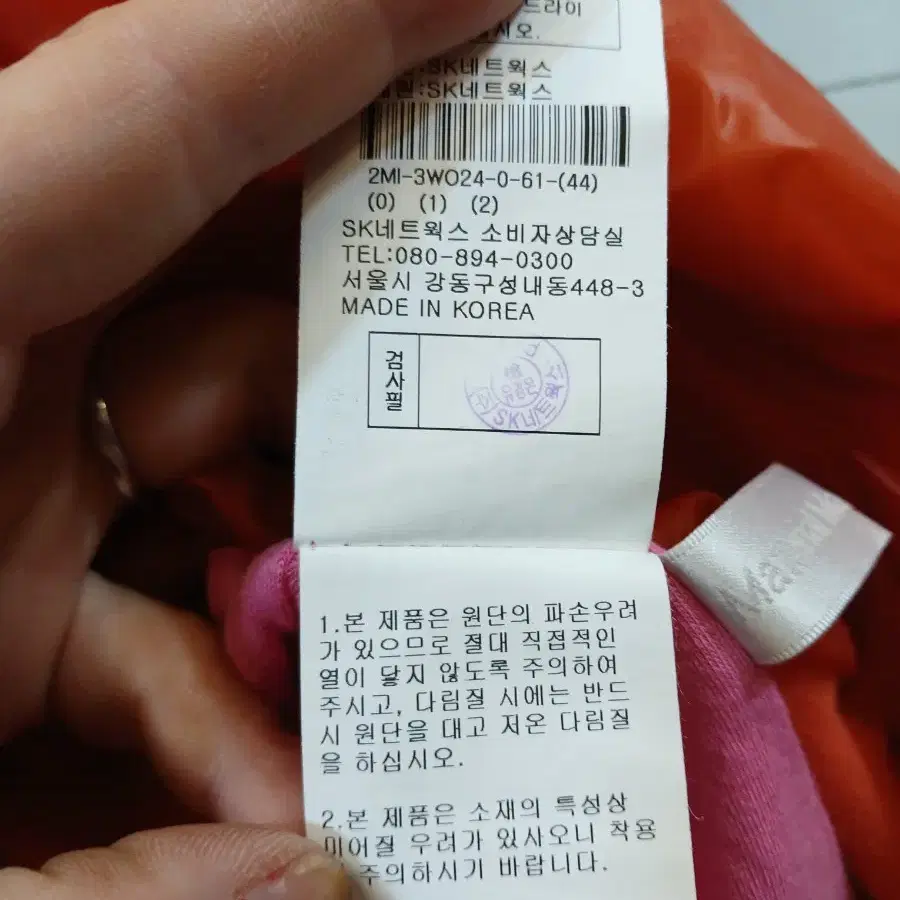 드라이
시오.
:SK네트웍스
:SK네트웍스
2MI-3WO24-0-61-(44)
(0) (1) (2)
SK네트웍스 소비자상담실
TEL:080-894-0300
서울시 강동구성내동448-3
MADE IN KOREA
검사필
SK네트웍스
1.본 제품은 원단의 파손우려
가 있으므로 절대 직접적인
열이 닿지 않도록 주의하여
주시고, 다림질 시에는 반드
시 원단을 대고 저온 다림질
을 하십시오.
2.본 제품은 소재의 특성상
미어질 우려가 있사오니 착용
주의하시기 바랍니다.